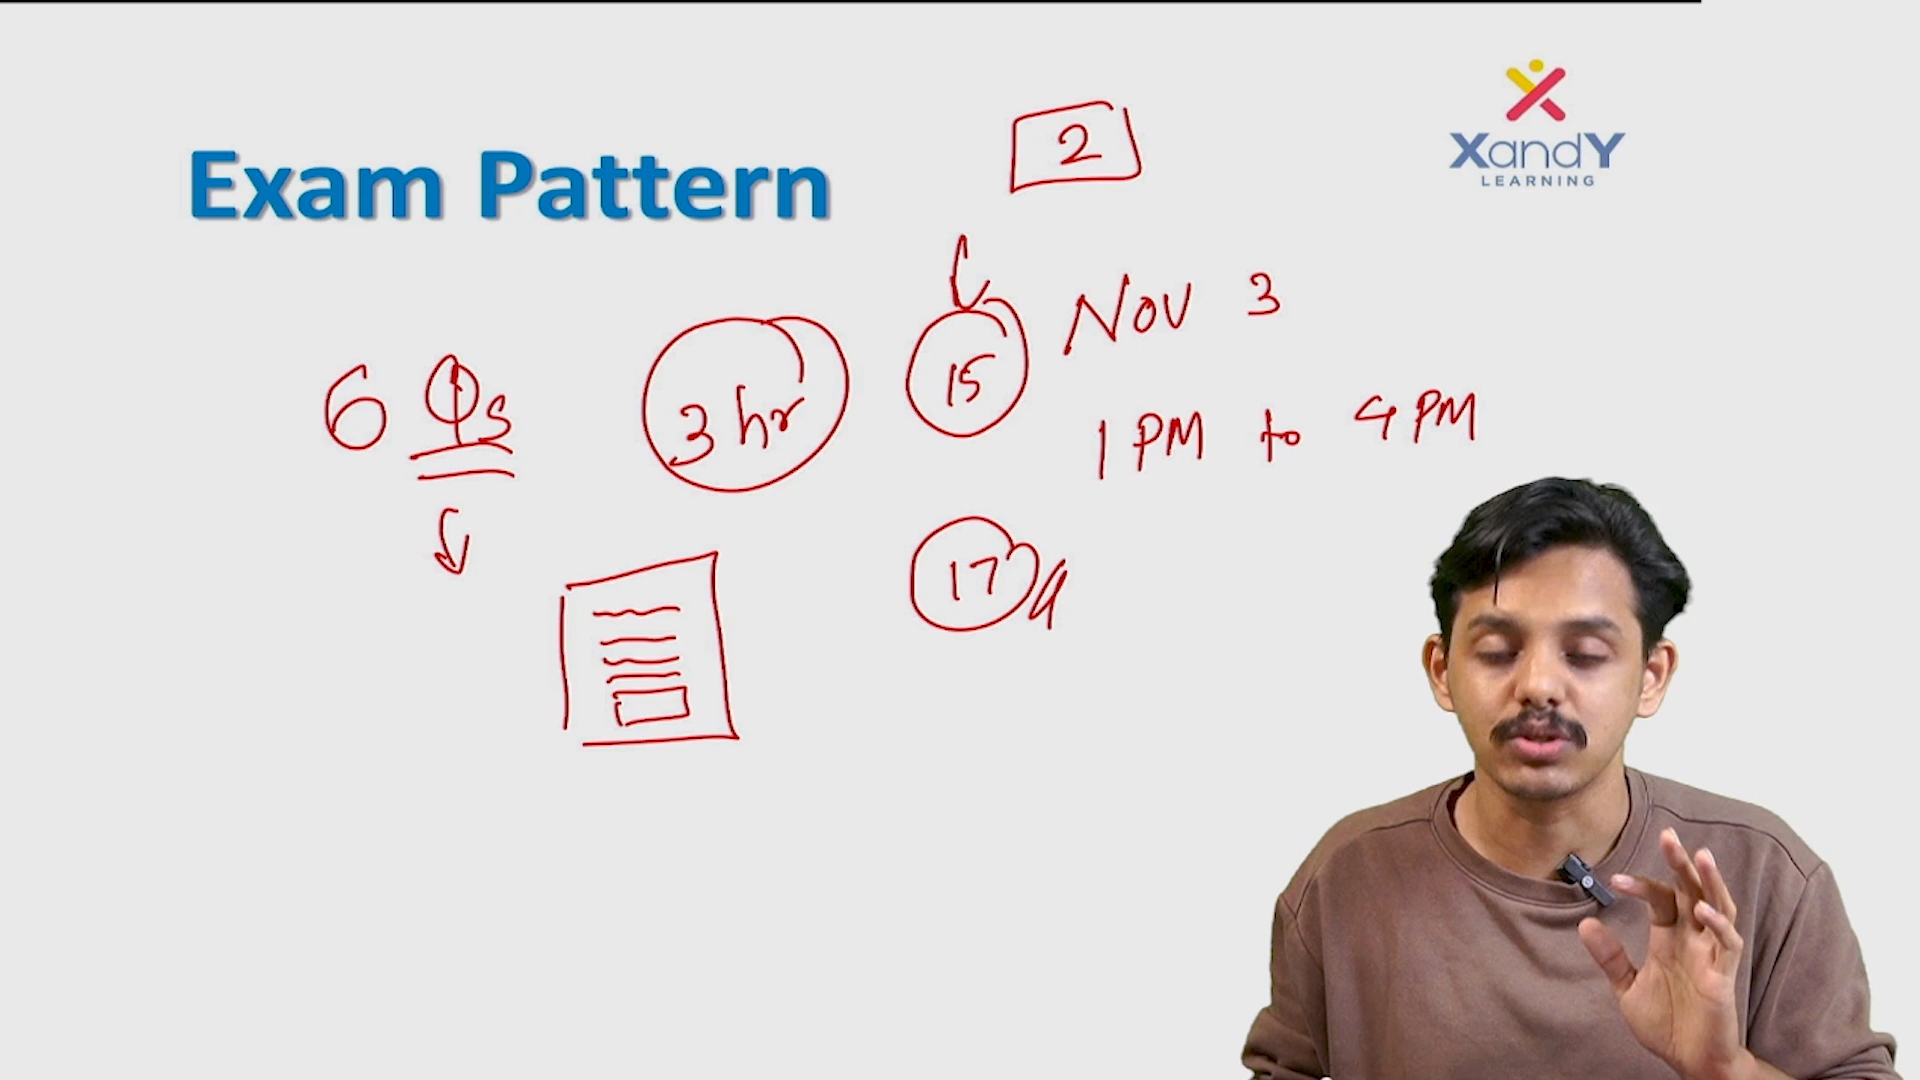 2
XandY
LEARNING
Exam Pattern
Nov 3
6 Qs
3 hr
15
1 PM to 4 PM
17